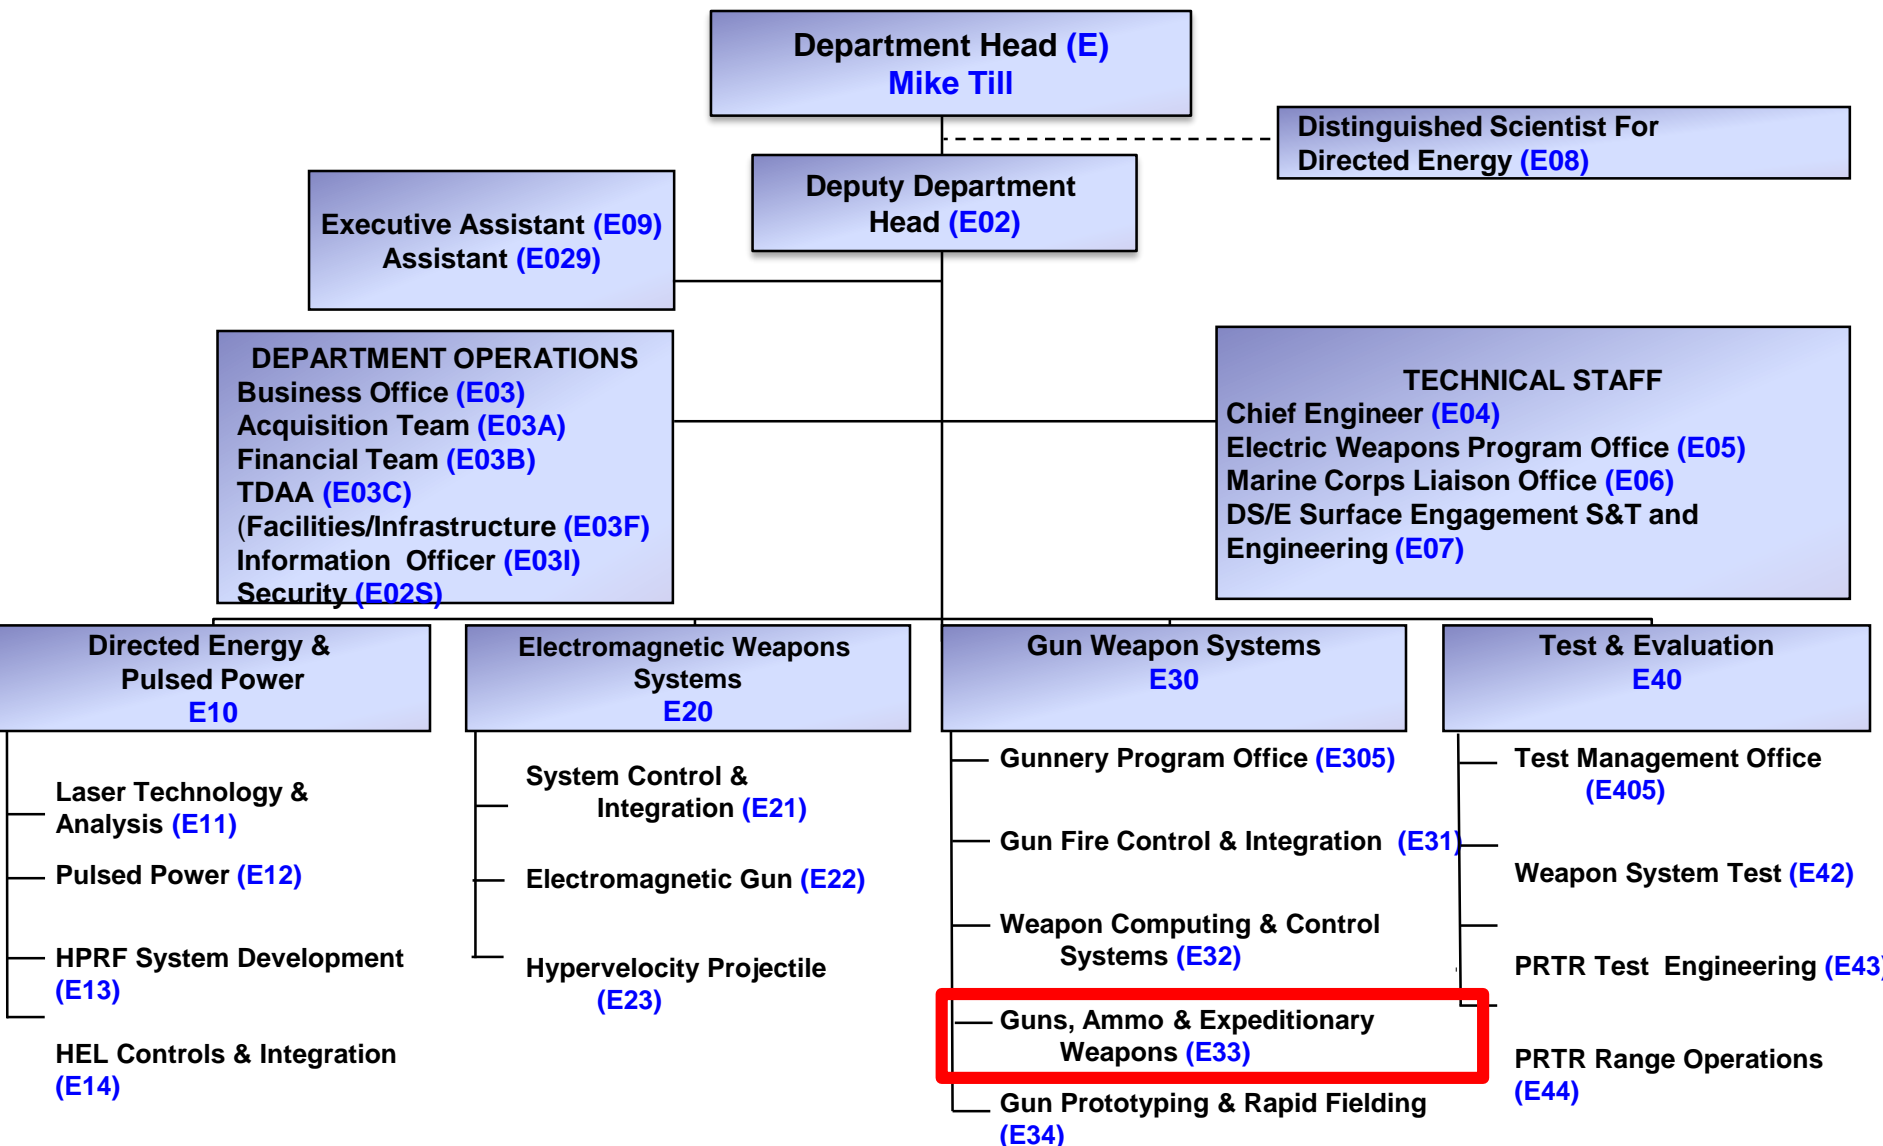 Department Head (E)
Mike Till
Distinguished Scientist For
Directed Energy (E08)
Deputy Department
Head (E02)
Executive Assistant (E09)
Assistant (E029)
DEPARTMENT OPERATIONS
Business Office (E03)
Acquisition Team (E03A)
Financial Team (E03B)
TDAA (E03C)
(Facilities/Infrastructure (E03F)
Information Officer (E03I)
Security (E02S)
TECHNICAL STAFF
Chief Engineer (E04)
Electric Weapons Program Office (E05)
Marine Corps Liaison Office (E06)
DS/E Surface Engagement S&T and
Engineering (E07)
Directed Energy &
Pulsed Power
E10
Laser Technology &
Analysis (E11)
Pulsed Power (E12)
HPRF System Development
(E13)
HEL Controls & Integration
(E14)
Electromagnetic Weapons
Systems
E20
System Control &
Integration (E21)
Electromagnetic Gun (E22)
Hypervelocity Projectile
(E23)
Gun Weapon Systems
E30
Gunnery Program Office (E305)
Gun Fire Control & Integration (E31)
Weapon Computing & Control
Systems (E32)
Guns, Ammo & Expeditionary
Weapons (E33)
Gun Prototyping & Rapid Fielding
(E34)
Test & Evaluation
E40
Test Management Office
(E405)
Weapon System Test (E42)
PRTR Test Engineering (E43)
PRTR Range Operations
(E44)